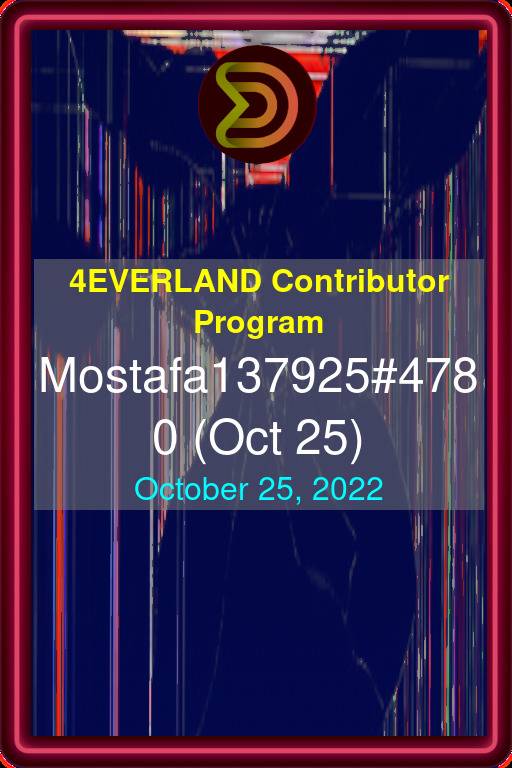 4EVERLAND Contributor
Program
Mostafa137925#478
0 (Oct 25)
October 25, 2022